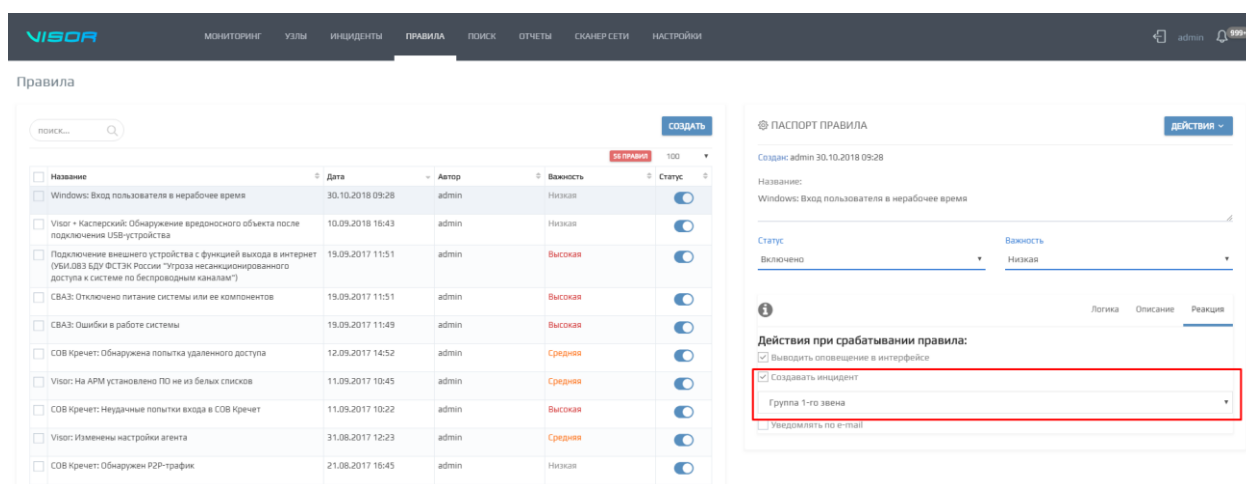 VISOR МОНИТОРИНГ УЗЛЫ ИНЦИДЕНТЫ ПРАВИЛА ПОИСК ОТЧЕТЫ СКАНЕР СЕТИ НАСТРОЙКИ admin 999+
Правила
поиск... СОЗДАТЬ
56 ПРАВИЛ 100
Название Дата Автор Важность Статус
Windows: Вход пользователя в нерабочее время 30.10.2018 09:28 admin Низкая
Visor + Касперский: Обнаружение вредоносного объекта после
подключения USB-устройства 10.09.2018 16:43 admin Низкая
Подключение внешнего устройства с функцией выхода в интернет
(УБИ.083 БДУ ФСТЭК России "Угроза несанкционированного
доступа к системе по беспроводным каналам") 19.09.2017 11:51 admin Высокая
СВАЗ: Отключено питание системы или ее компонентов 19.09.2017 11:51 admin Высокая
СВАЗ: Ошибки в работе системы 19.09.2017 11:49 admin Высокая
СОВ Кречет: Обнаружена попытка удаленного доступа 12.09.2017 14:52 admin Средняя
Visor: На АРМ установлено ПО не из белых списков 11.09.2017 10:45 admin Средняя
СОВ Кречет: Неудачные попытки входа в СОВ Кречет 11.09.2017 10:22 admin Высокая
Visor: Изменены настройки агента 31.08.2017 12:23 admin Средняя
СОВ Кречет: Обнаружен P2P-трафик 21.08.2017 16:45 admin Низкая
ПАСПОРТ ПРАВИЛА ДЕЙСТВИЯ
Создан: admin 30.10.2018 09:28
Название:
Windows: Вход пользователя в нерабочее время
Статус Важность
Включено Низкая
Логика Описание Реакция
Действия при срабатывании правила:
Выводить оповещение в интерфейсе
Создавать инцидент
Группа 1-го звена
Уведомлять по e-mail